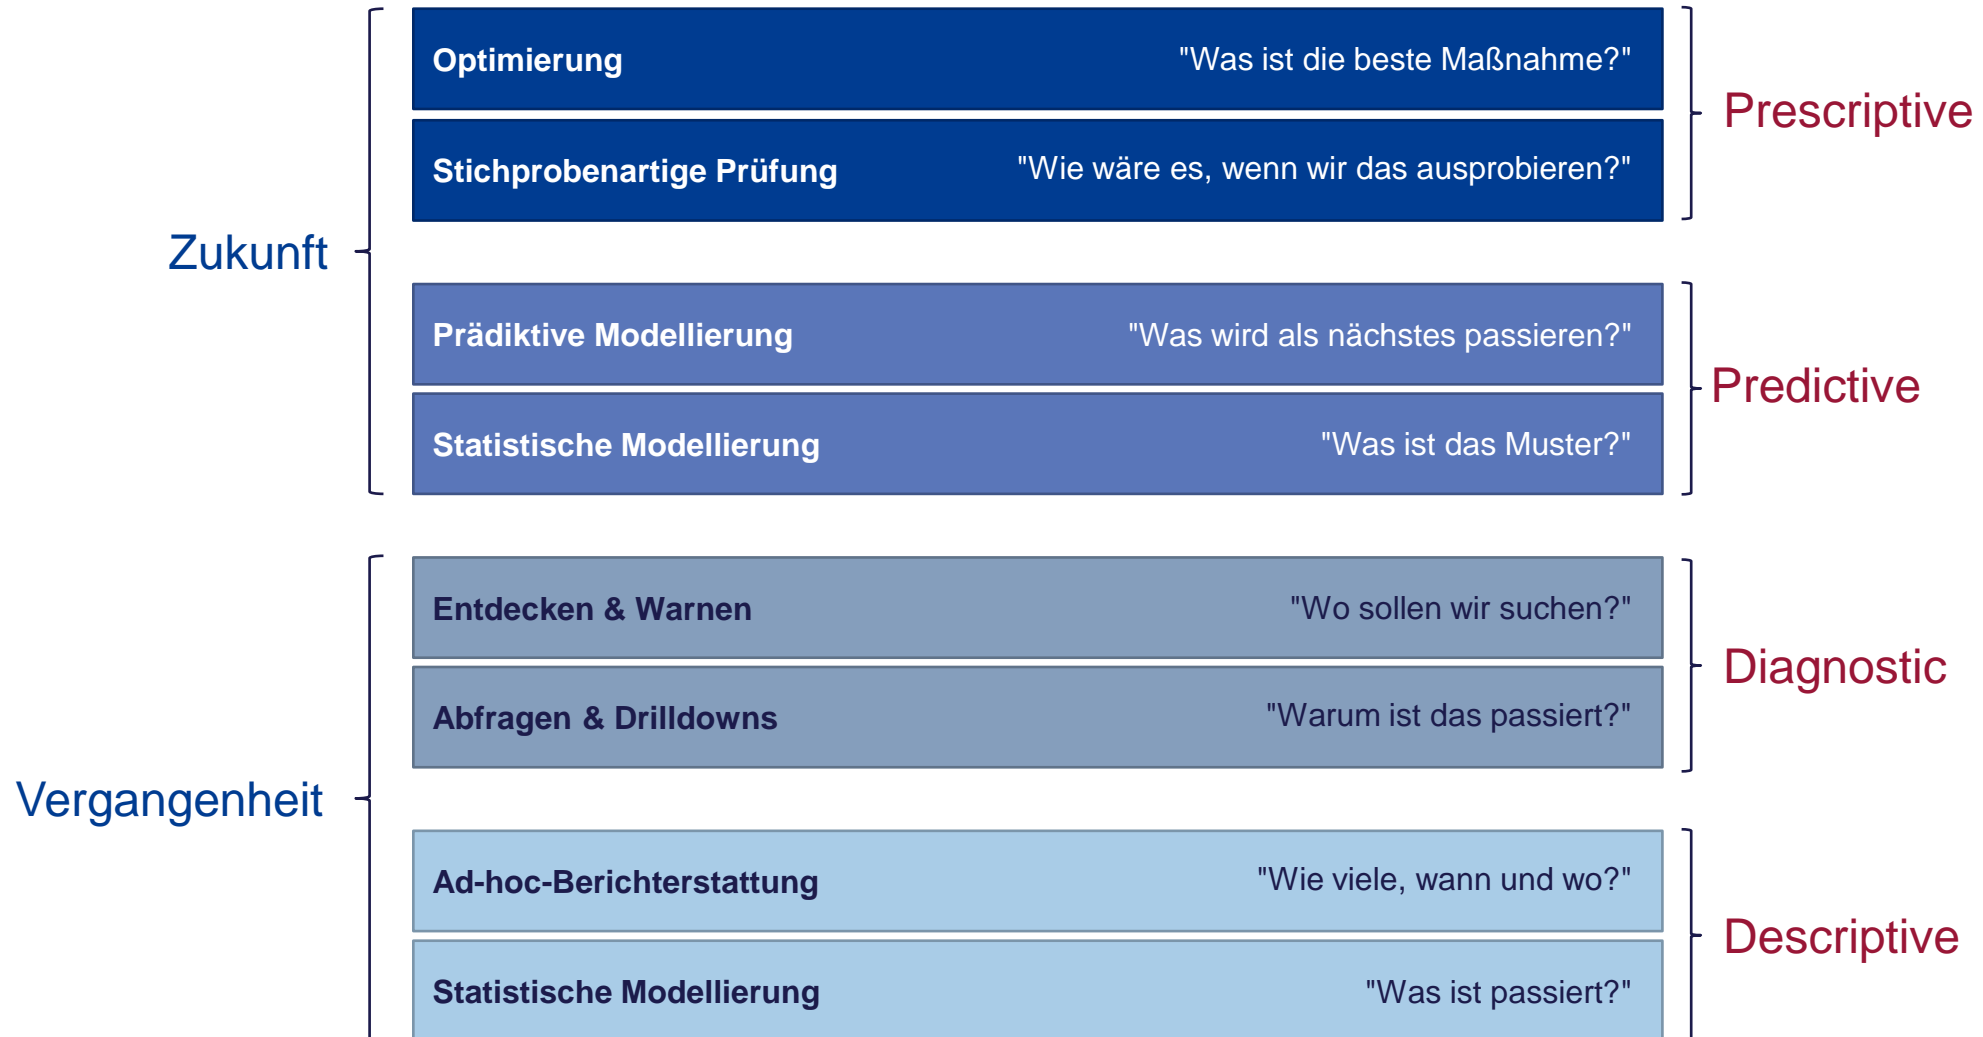 Optimierung "Was ist die beste Maßnahme?"
Prescriptive
Stichprobenartige Prüfung "Wie wäre es, wenn wir das ausprobieren?"
Zukunft
Prädiktive Modellierung "Was wird als nächstes passieren?"
Predictive
Statistische Modellierung "Was ist das Muster?"
Entdecken & Warnen "Wo sollen wir suchen?"
Diagnostic
Abfragen & Drilldowns "Warum ist das passiert?"
Vergangenheit
Ad-hoc-Berichterstattung "Wie viele, wann und wo?"
Descriptive
Statistische Modellierung "Was ist passiert?"